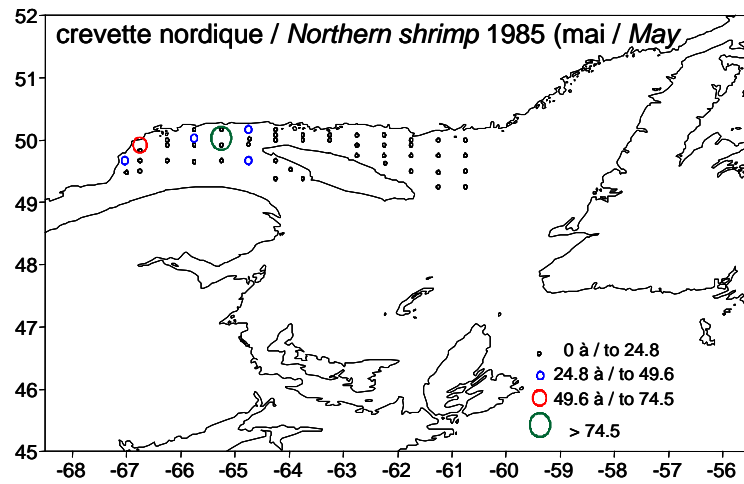 52
crevette nordique / Northern shrimp 1985 (mai / May
51
50
49
48
47
46
45
0 à / to 24.8
24.8 à / to 49.6
49.6 à / to 74.5
> 74.5
-68 -67 -66 -65 -64 -63 -62 -61 -60 -59 -58 -57 -56